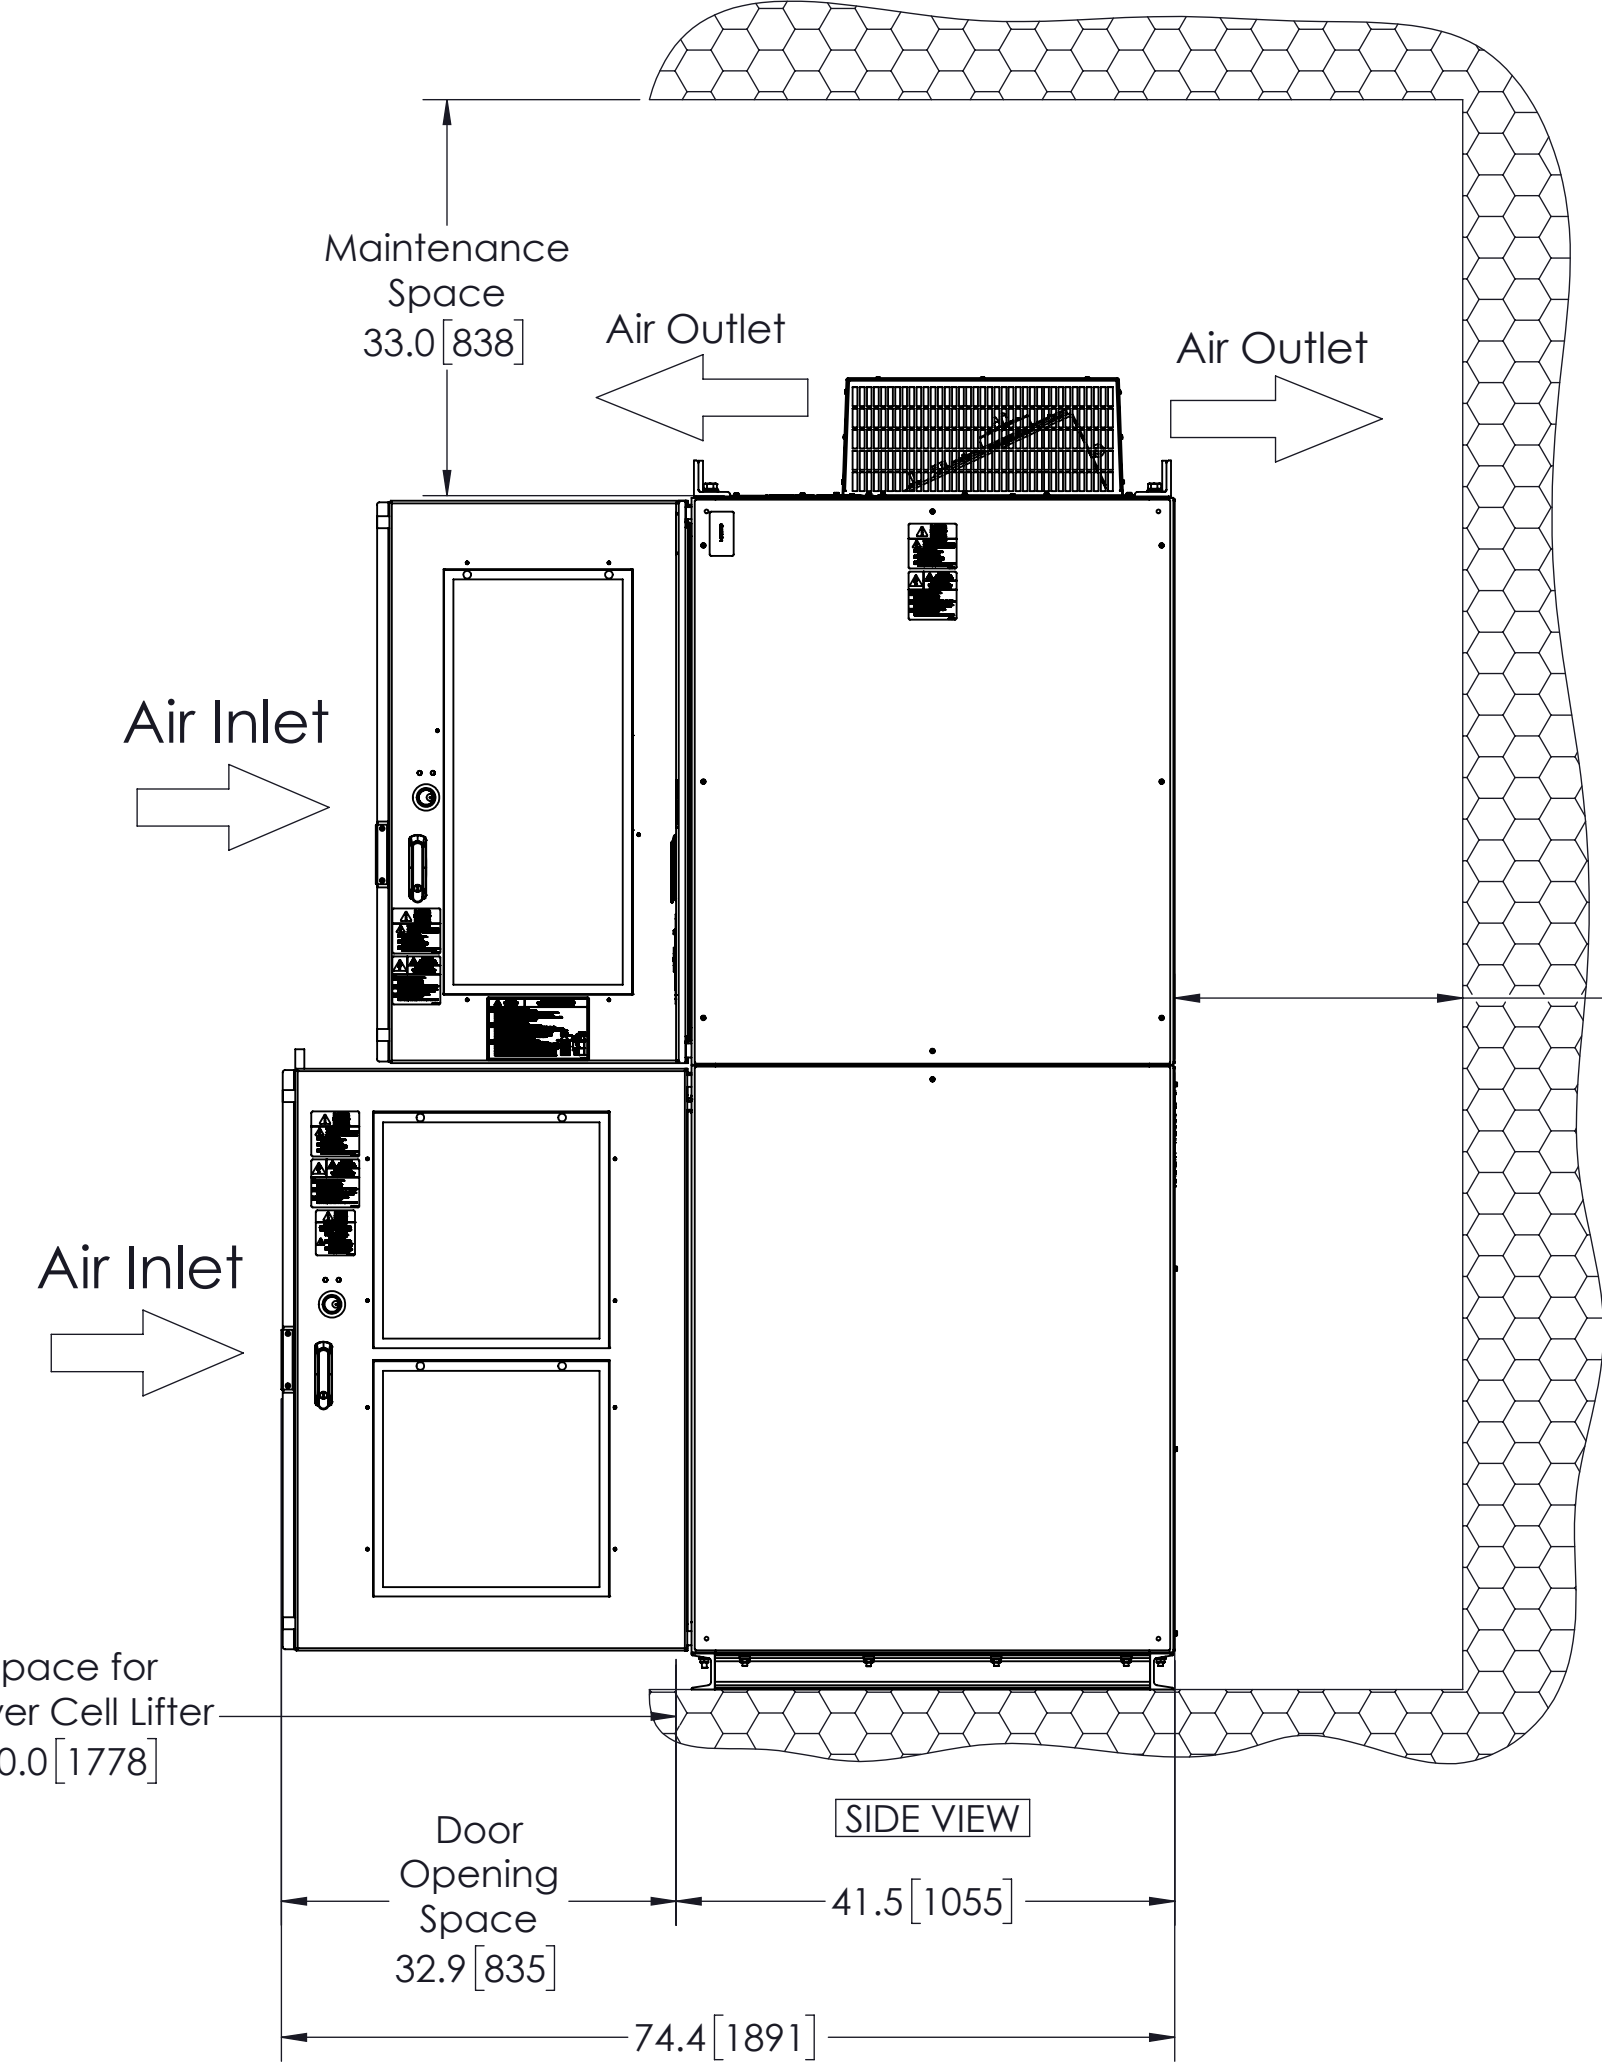 Maintenance
Space
33.0[838]
Air Outlet
Air Outlet
Air Inlet
Air Inlet
pace for
er Cell Lifter
0.0[1778]
SIDE VIEW
Door
Opening
Space
32.9[835]
41.5[1055]
74.4[1891]